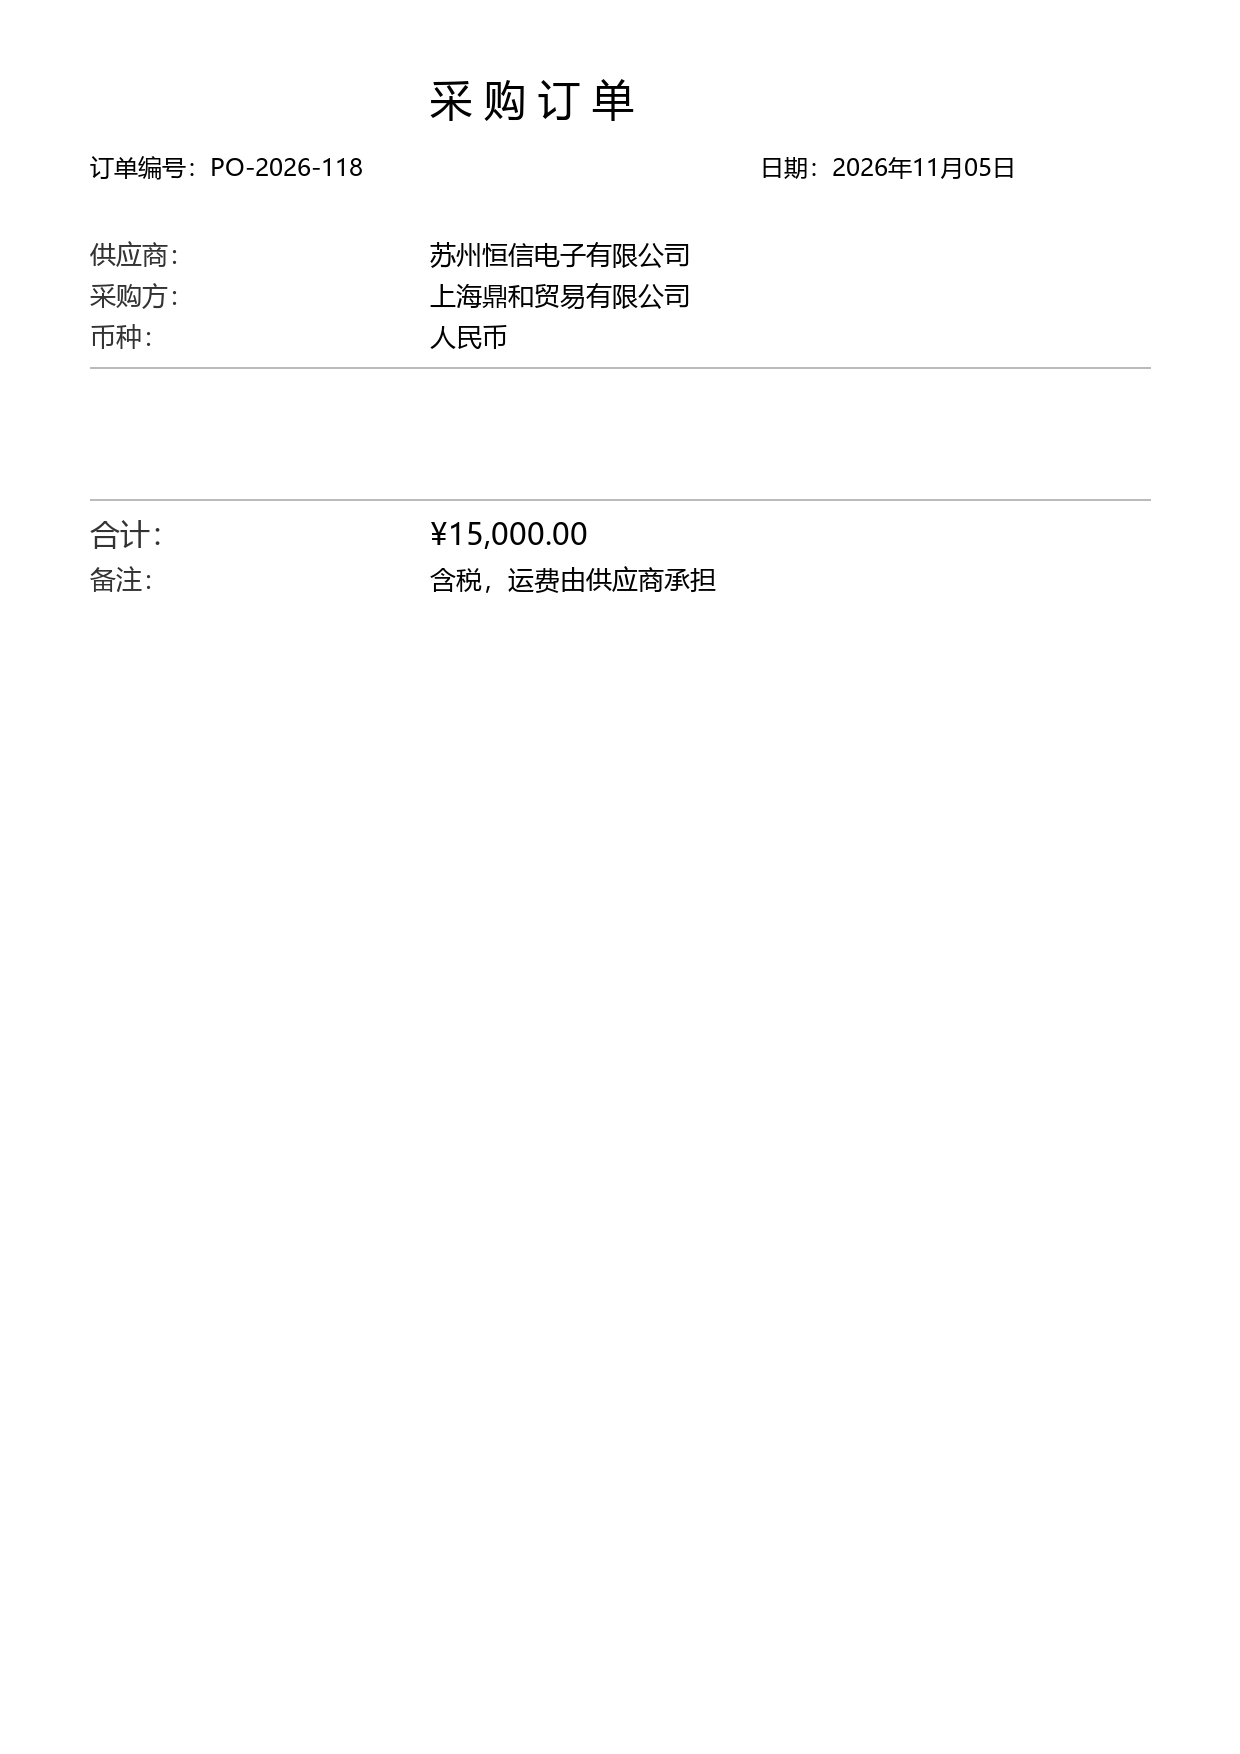 采购订单
订单编号：PO-2026-118 日期：2026年11月05日
供应商： 苏州恒信电子有限公司
采购方： 上海鼎和贸易有限公司
币种： 人民币
合计： ¥15,000.00
备注： 含税，运费由供应商承担